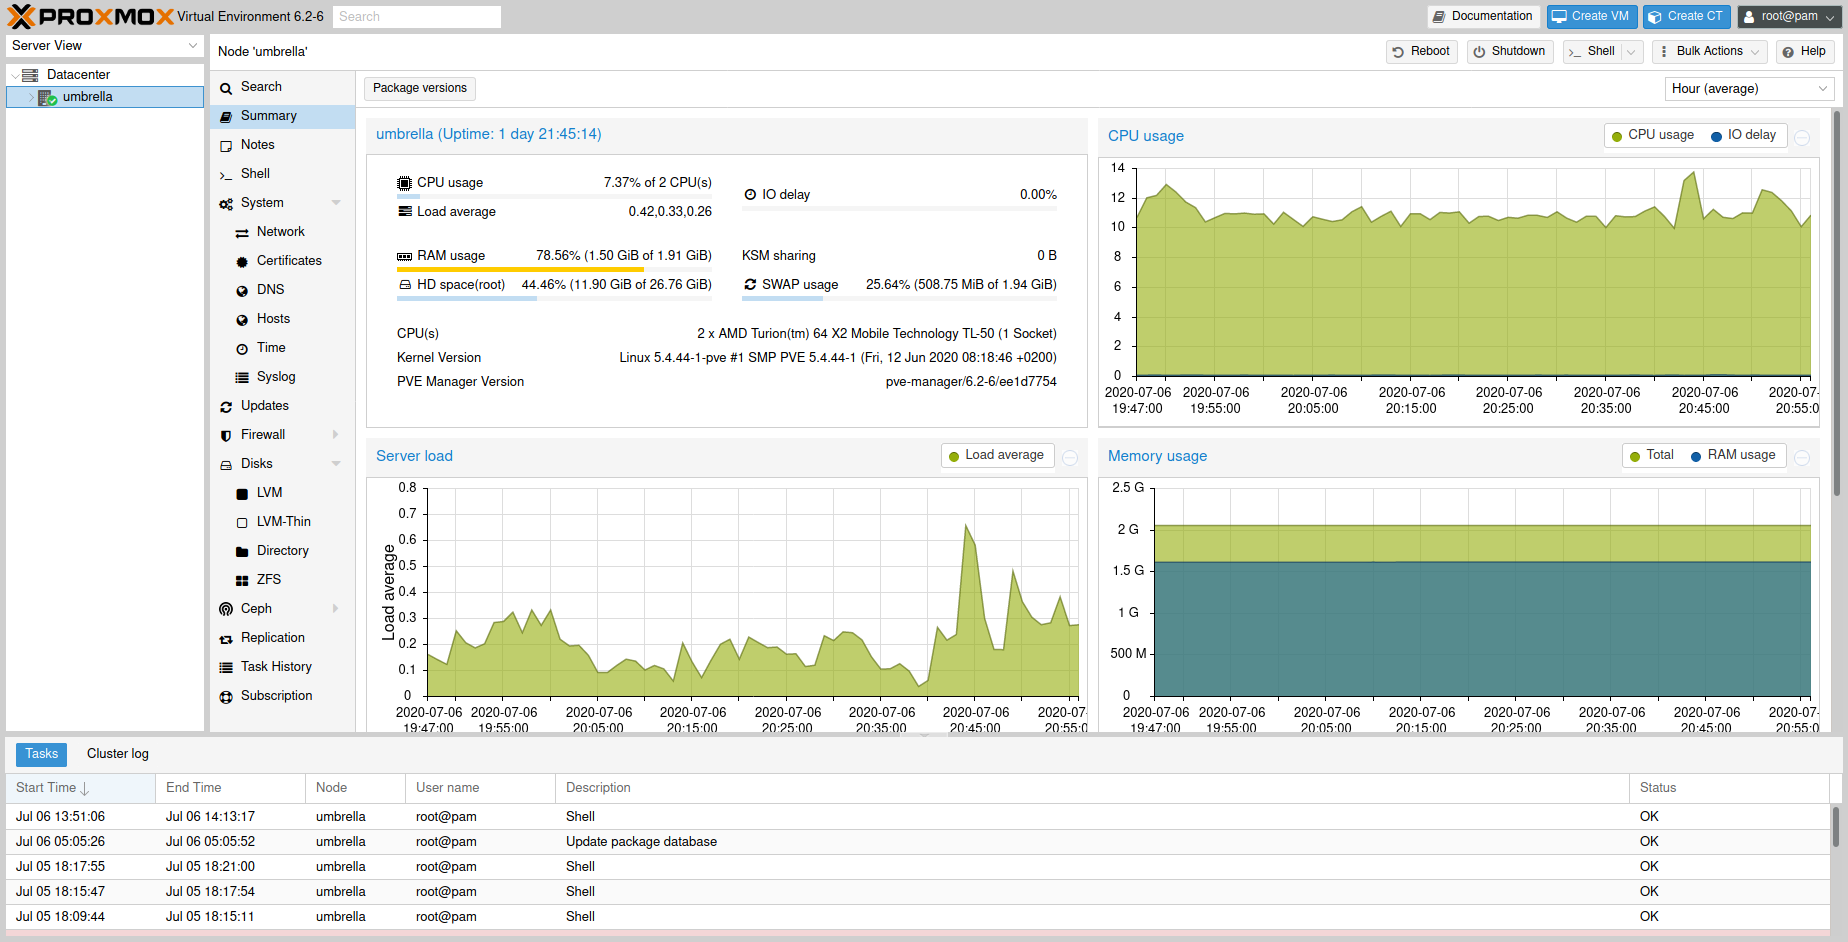 PROXMOX Virtual Environment 6.2-6 Search Documentation Create VM Create CT root@pam
Server View
Datacenter
umbrella
Node 'umbrella' Reboot Shutdown >_ Shell Bulk Actions Help
Search
Summary
Notes
>_ Shell
System
Network
Certificates
DNS
Hosts
Time
Syslog
Updates
Firewall
Disks
LVM
LVM-Thin
Directory
ZFS
Ceph
Replication
Task History
Subscription
Package versions Hour (average)
umbrella (Uptime: 1 day 21:45:14)
CPU usage 7.37% of 2 CPU(s)
IO delay 0.00%
Load average 0.42,0.33,0.26
RAM usage 78.56% (1.50 GiB of 1.91 GiB)
KSM sharing 0 B
HD space(root) 44.46% (11.90 GiB of 26.76 GiB)
SWAP usage 25.64% (508.75 MiB of 1.94 GiB)
CPU(s) 2 x AMD Turion(tm) 64 X2 Mobile Technology TL-50 (1 Socket)
Kernel Version Linux 5.4.44-1-pve #1 SMP PVE 5.4.44-1 (Fri, 12 Jun 2020 08:18:46 +0200)
PVE Manager Version pve-manager/6.2-6/ee1d7754
CPU usage CPU usage IO delay
14
12
10
8
6
4
2
0
2020-07-06 2020-07-06 2020-07-06 2020-07-06 2020-07-06 2020-07-06 2020-07-06 2020-07-
19:47:00 19:55:00 20:05:00 20:15:00 20:25:00 20:35:00 20:45:00 20:55:0
Server load Load average
Load average
0.8
0.7
0.6
0.5
0.4
0.3
0.2
0.1
0
2020-07-06 2020-07-06 2020-07-06 2020-07-06 2020-07-06 2020-07-06 2020-07-06 2020-07-
19:47:00 19:55:00 20:05:00 20:15:00 20:25:00 20:35:00 20:45:00 20:55:0
Memory usage Total RAM usage
2.5 G
2 G
1.5 G
1 G
500 M
0
2020-07-06 2020-07-06 2020-07-06 2020-07-06 2020-07-06 2020-07-06 2020-07-06 2020-07-
19:47:00 19:55:00 20:05:00 20:15:00 20:25:00 20:35:00 20:45:00 20:55:0
Tasks Cluster log
Start Time End Time Node User name Description Status
Jul 06 13:51:06 Jul 06 14:13:17 umbrella root@pam Shell OK
Jul 06 05:05:26 Jul 06 05:05:52 umbrella root@pam Update package database OK
Jul 05 18:17:55 Jul 05 18:21:00 umbrella root@pam Shell OK
Jul 05 18:15:47 Jul 05 18:17:54 umbrella root@pam Shell OK
Jul 05 18:09:44 Jul 05 18:15:11 umbrella root@pam Shell OK